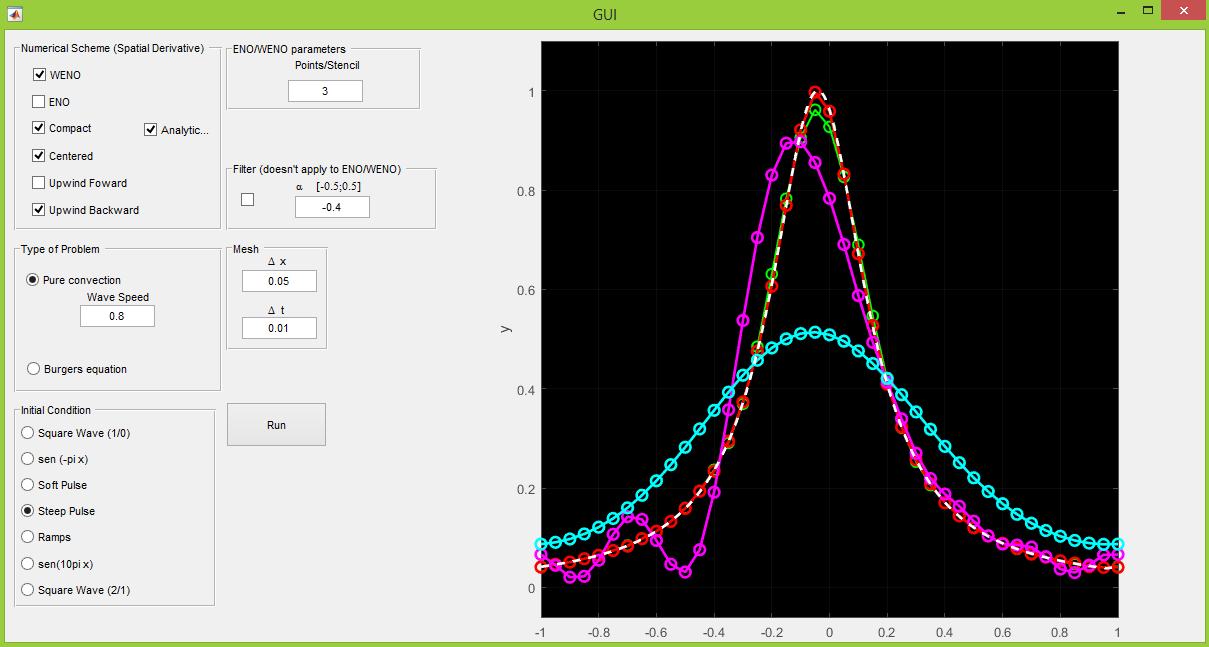 GUI
Numerical Scheme (Spatial Derivative)
WENO
ENO
Compact
Analytic...
Centered
Upwind Foward
Upwind Backward
ENO/WENO parameters
Points/Stencil
3
Filter (doesn't apply to ENO/WENO)
α [-0.5;0.5]
-0.4
Type of Problem
Pure convection
Wave Speed
0.8
Burgers equation
Mesh
Δ x
0.05
Δ t
0.01
Initial Condition
Square Wave (1/0)
sen (-pi x)
Soft Pulse
Steep Pulse
Ramps
sen(10pi x)
Square Wave (2/1)
Run
y
1
0.8
0.6
0.4
0.2
0
-1 -0.8 -0.6 -0.4 -0.2 0 0.2 0.4 0.6 0.8 1